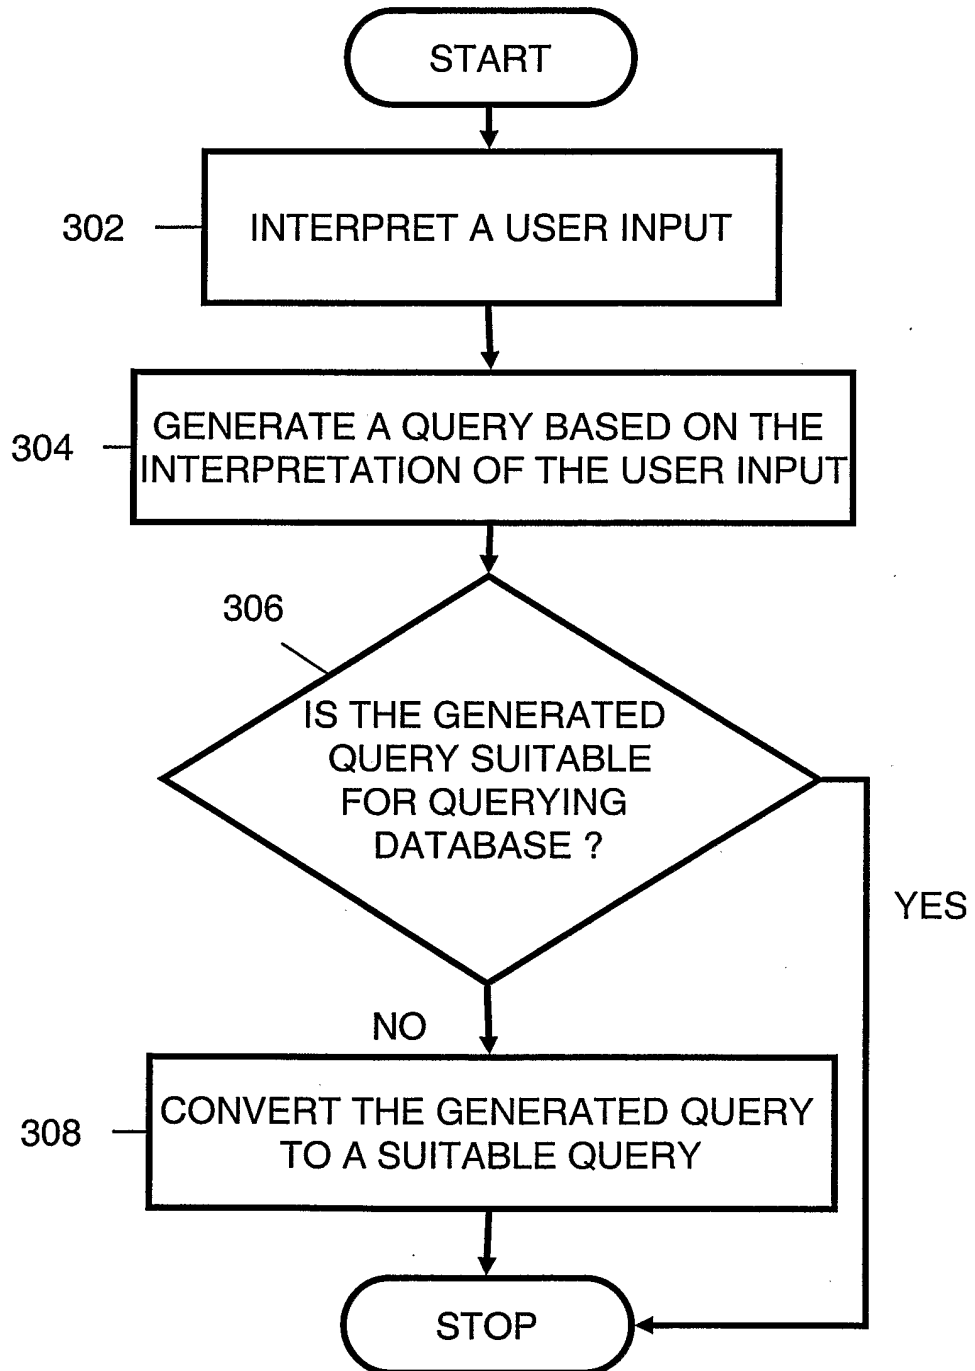 START
302
INTERPRET A USER INPUT
304
GENERATE A QUERY BASED ON THE
INTERPRETATION OF THE USER INPUT
306
IS THE GENERATED
QUERY SUITABLE
FOR QUERYING
DATABASE ?
YES
NO
308
CONVERT THE GENERATED QUERY
TO A SUITABLE QUERY
STOP